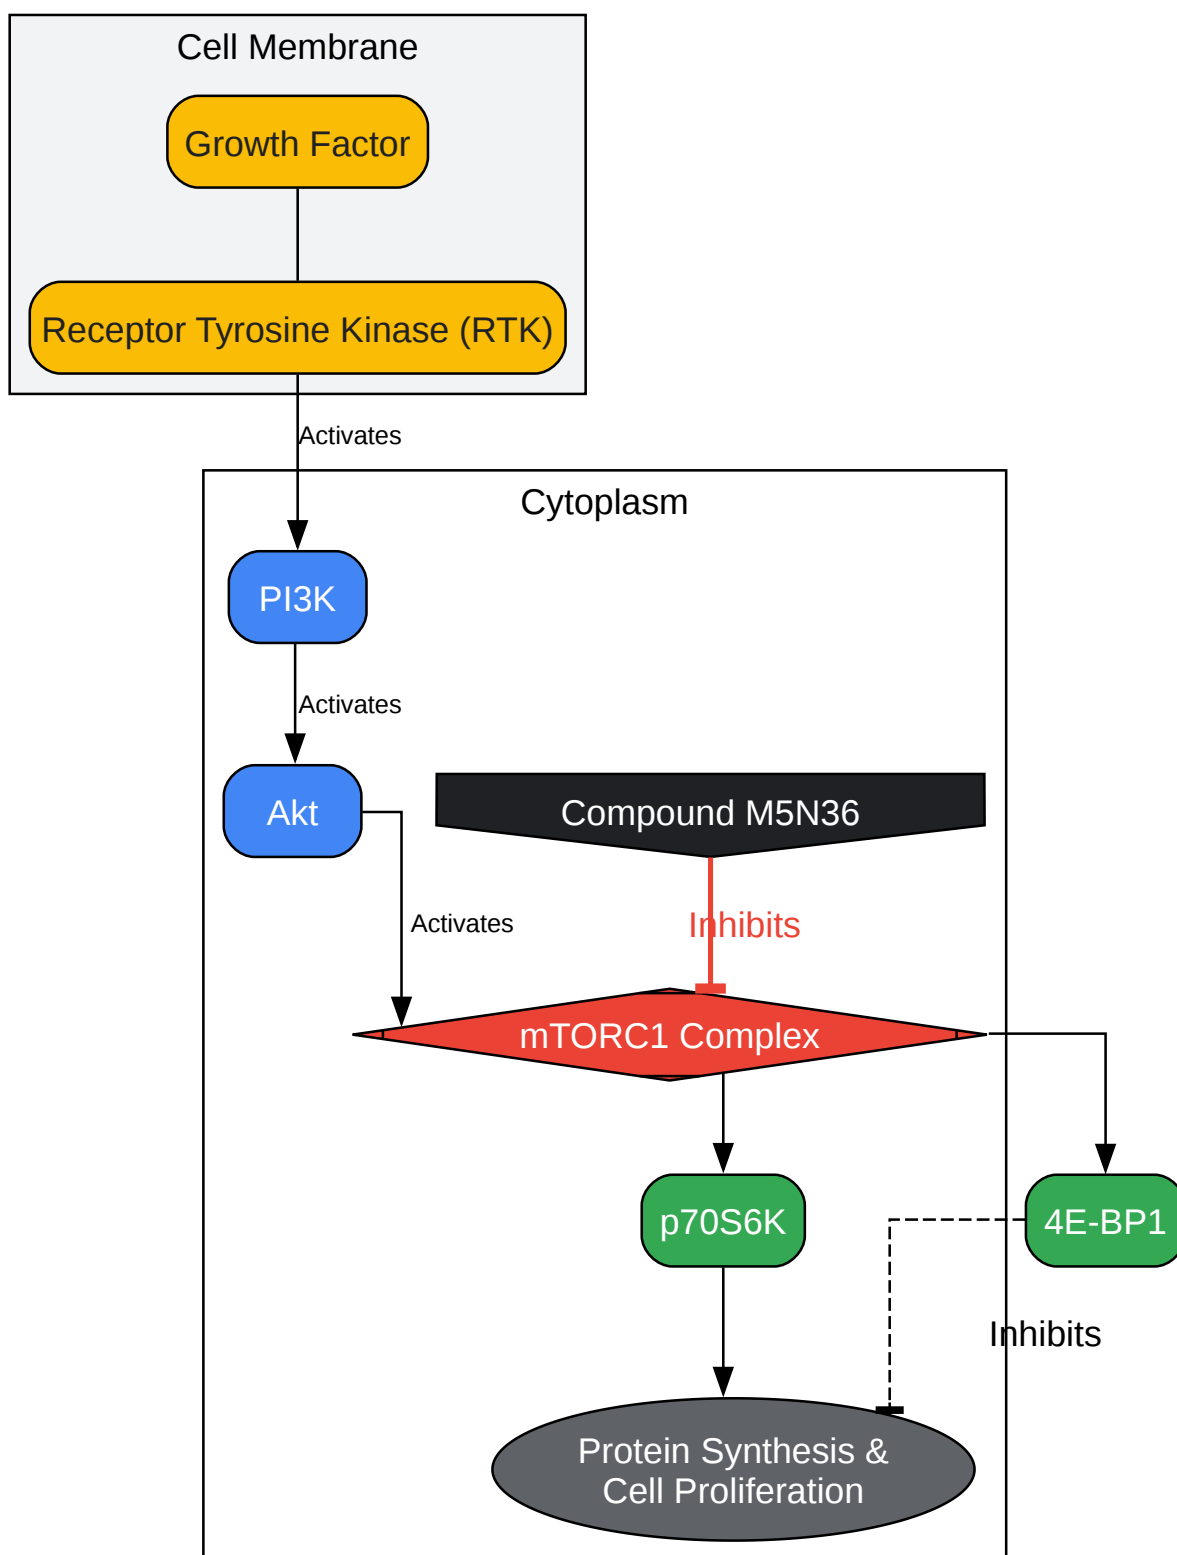 Cell Membrane
Growth Factor
Receptor Tyrosine Kinase (RTK)
Activates
Cytoplasm
PI3K
Activates
Akt
Compound M5N36
Activates
Inhibits
mTORC1 Complex
p70S6K
4E-BP1
Inhibits
Protein Synthesis &
Cell Proliferation